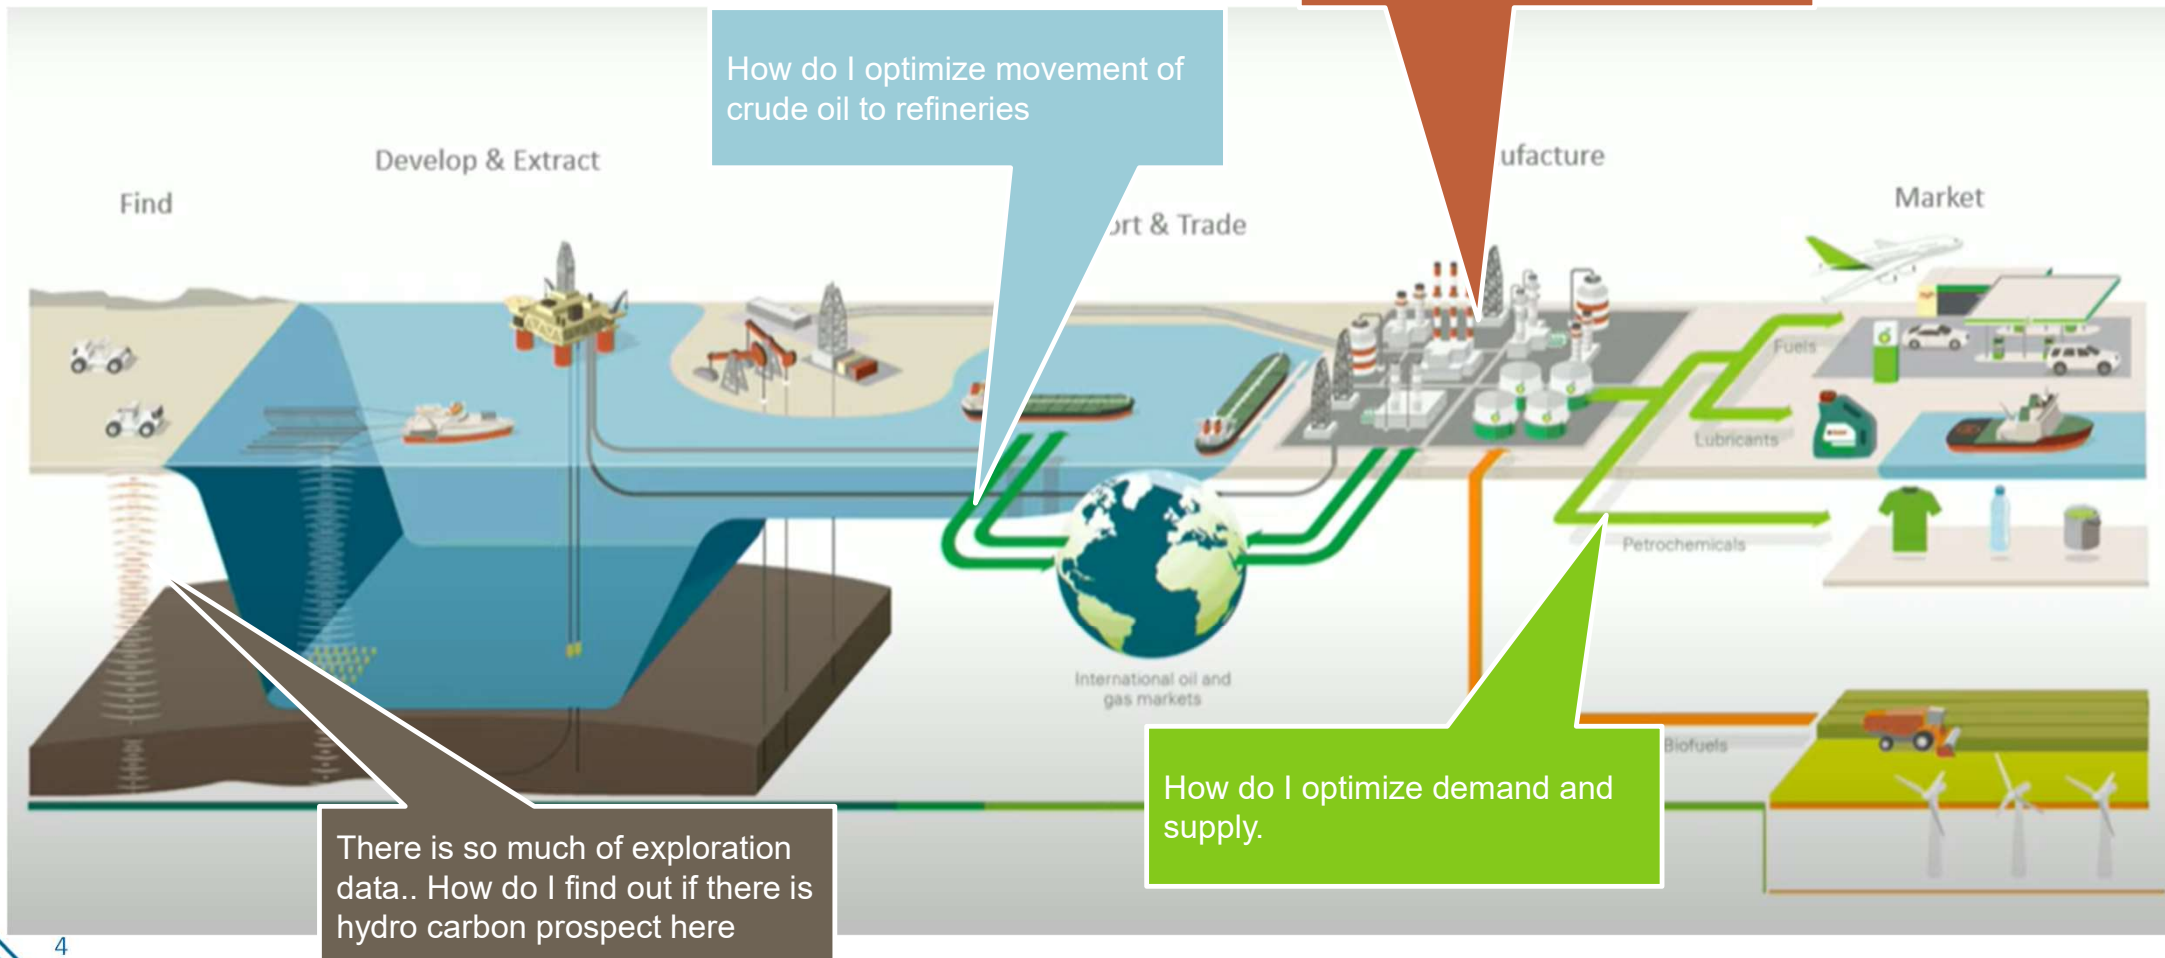 How do I optimize movement of
crude oil to refineries
Develop & Extract
ufacture
Find
Market
ort & Trade
Fuels
Lubricants
Petrochemicals
International oil and
gas markets
Biofuels
How do I optimize demand and
supply.
There is so much of exploration
data.. How do I find out if there is
hydro carbon prospect here
4